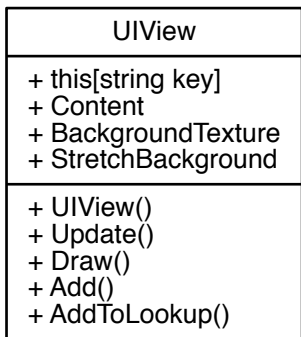 UIView
+ this[string key]
+ Content
+ BackgroundTexture
+ StretchBackground
+ UIView()
+ Update()
+ Draw()
+ Add()
+ AddToLookup()